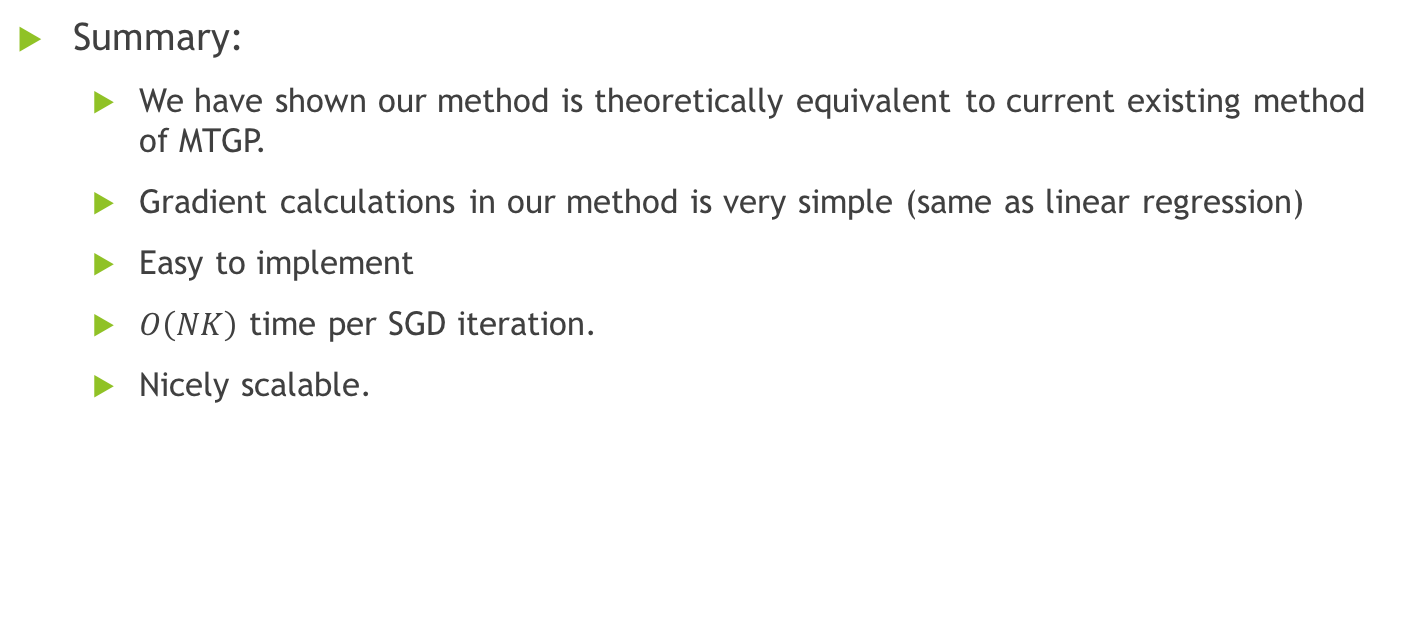 Summary:
We have shown our method is theoretically equivalent to current existing method
of MTGP.
Gradient calculations in our method is very simple (same as linear regression)
Easy to implement
O(NK) time per SGD iteration.
Nicely scalable.